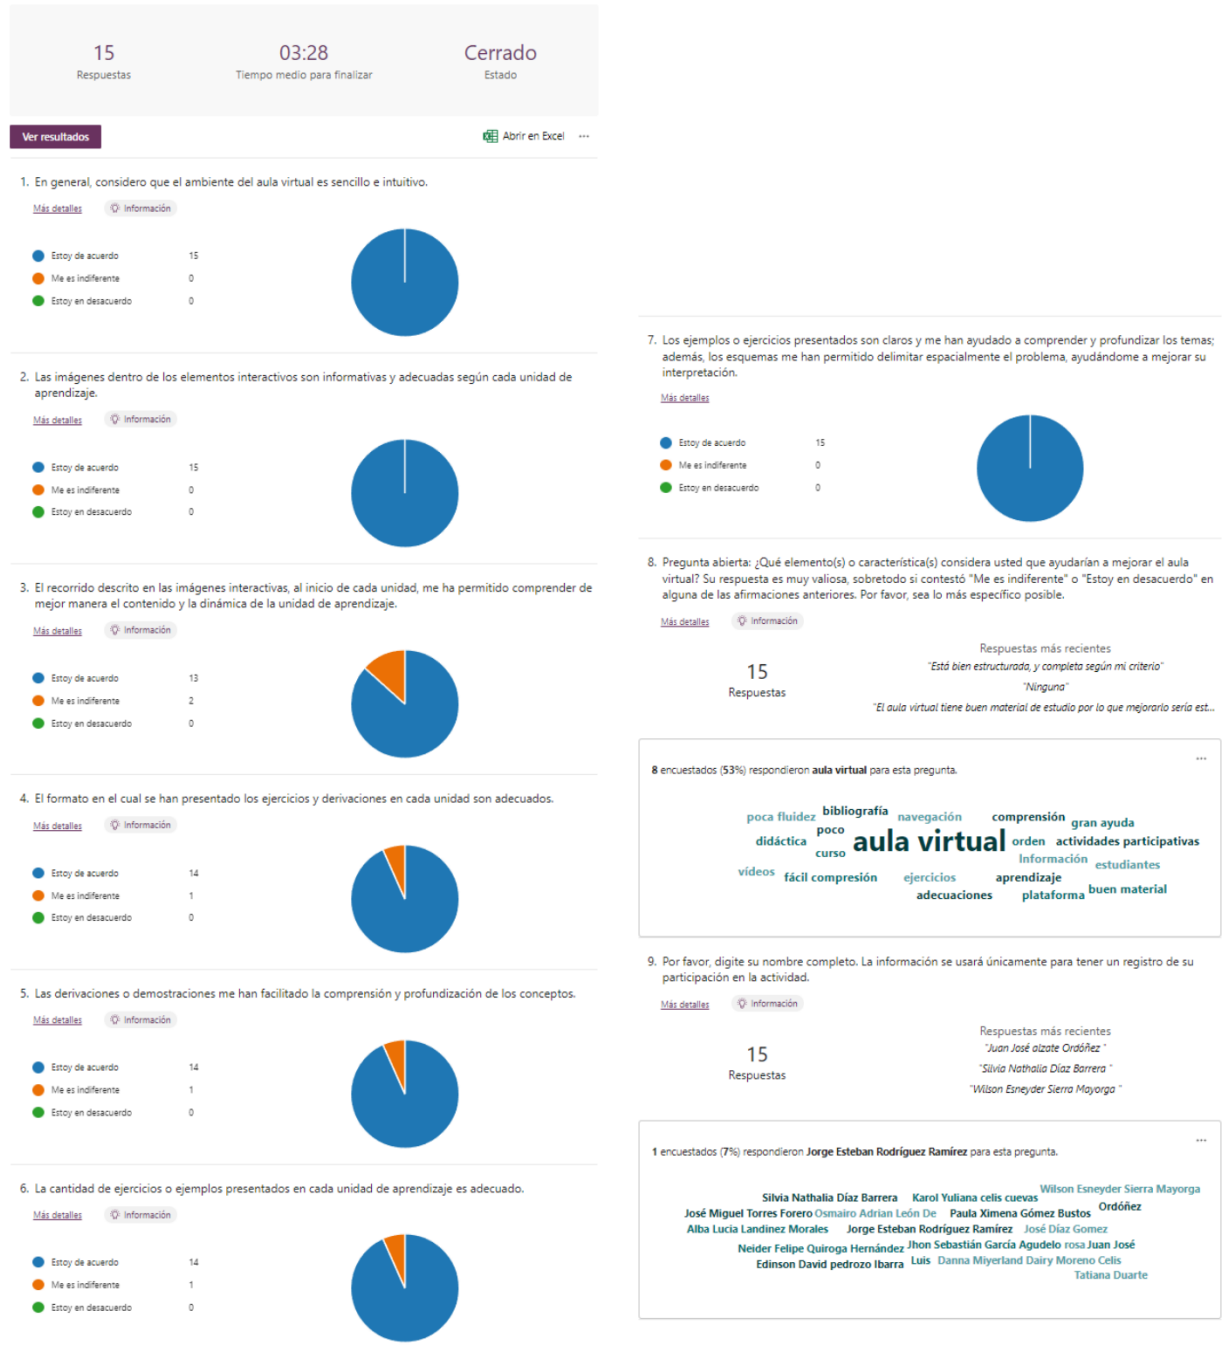 15
Respuestas
03:28
Tiempo medio para finalizar
Cerrado
Estado
Ver resultados
Abrir en Excel
...
1. En general, considero que el ambiente del aula virtual es sencillo e intuitivo.
Más detalles
Información
Estoy de acuerdo 15
Me es indiferente 0
Estoy en desacuerdo 0
2. Las imágenes dentro de los elementos interactivos son informativas y adecuadas según cada unidad de
aprendizaje.
Más detalles
Información
Estoy de acuerdo 15
Me es indiferente 0
Estoy en desacuerdo 0
3. El recorrido descrito en las imágenes interactivas, al inicio de cada unidad, me ha permitido comprender de
mejor manera el contenido y la dinámica de la unidad de aprendizaje.
Más detalles
Información
Estoy de acuerdo 13
Me es indiferente 2
Estoy en desacuerdo 0
4. El formato en el cual se han presentado los ejercicios y derivaciones en cada unidad son adecuados.
Más detalles
Información
Estoy de acuerdo 14
Me es indiferente 1
Estoy en desacuerdo 0
5. Las derivaciones o demostraciones me han facilitado la comprensión y profundización de los conceptos.
Más detalles
Información
Estoy de acuerdo 14
Me es indiferente 1
Estoy en desacuerdo 0
6. La cantidad de ejercicios o ejemplos presentados en cada unidad de aprendizaje es adecuado.
Más detalles
Información
Estoy de acuerdo 14
Me es indiferente 1
Estoy en desacuerdo 0
7. Los ejemplos o ejercicios presentados son claros y me han ayudado a comprender y profundizar los temas;
además, los esquemas me han permitido delimitar espacialmente el problema, ayudándome a mejorar su
interpretación.
Más detalles
Estoy de acuerdo 15
Me es indiferente 0
Estoy en desacuerdo 0
8. Pregunta abierta: ¿Qué elemento(s) o característica(s) considera usted que ayudarían a mejorar el aula
virtual? Su respuesta es muy valiosa, sobretodo si contestó "Me es indiferente" o "Estoy en desacuerdo" en
alguna de las afirmaciones anteriores. Por favor, sea lo más específico posible.
Más detalles
Información
15
Respuestas
Respuestas más recientes
"Está bien estructurada, y completa según mi criterio"
"Ninguna"
"El aula virtual tiene buen material de estudio por lo que mejorarlo sería est...
...
8 encuestados (53%) respondieron aula virtual para esta pregunta.
poca fluidez bibliografía navegación comprensión gran ayuda
didáctica poco aula virtual orden actividades participativas
curso Información estudiantes
vídeos fácil compresión ejercicios aprendizaje
adecuaciones plataforma buen material
9. Por favor, digite su nombre completo. La información se usará únicamente para tener un registro de su
participación en la actividad.
Más detalles
Información
15
Respuestas
Respuestas más recientes
"Juan José alzate Ordóñez "
"Silvia Nathalia Díaz Barrera "
"Wilson Esneyder Sierra Mayorga "
...
1 encuestados (7%) respondieron Jorge Esteban Rodríguez Ramírez para esta pregunta.
Silvia Nathalia Díaz Barrera Karol Yuliana celis cuevas Wilson Esneyder Sierra Mayorga
José Miguel Torres Forero Osmairo Adrian León De Paula Ximena Gómez Bustos Ordóñez
Alba Lucia Landinez Morales Jorge Esteban Rodríguez Ramírez José Díaz Gomez
Neider Felipe Quiroga Hernández Jhon Sebastián García Agudelo rosa Juan José
Edinson David pedrozo Ibarra Luis Danna Miyerland Dairy Moreno Celis
Tatiana Duarte